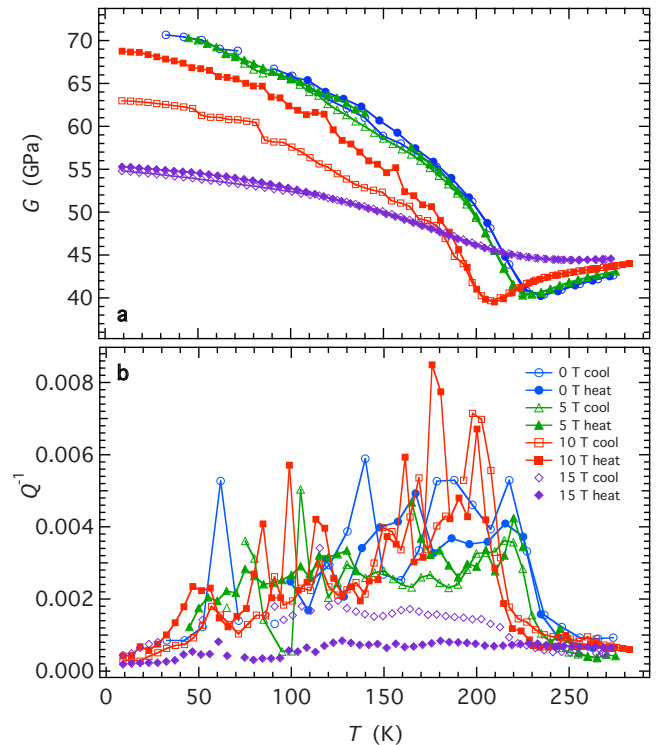 a
70
65
60
55
50
45
40
G (GPa)
b
0.008
0.006
0.004
0.002
0.000
Q⁻¹
0 T cool
0 T heat
5 T cool
5 T heat
10 T cool
10 T heat
15 T cool
15 T heat
0 50 100 150 200 250
T (K)